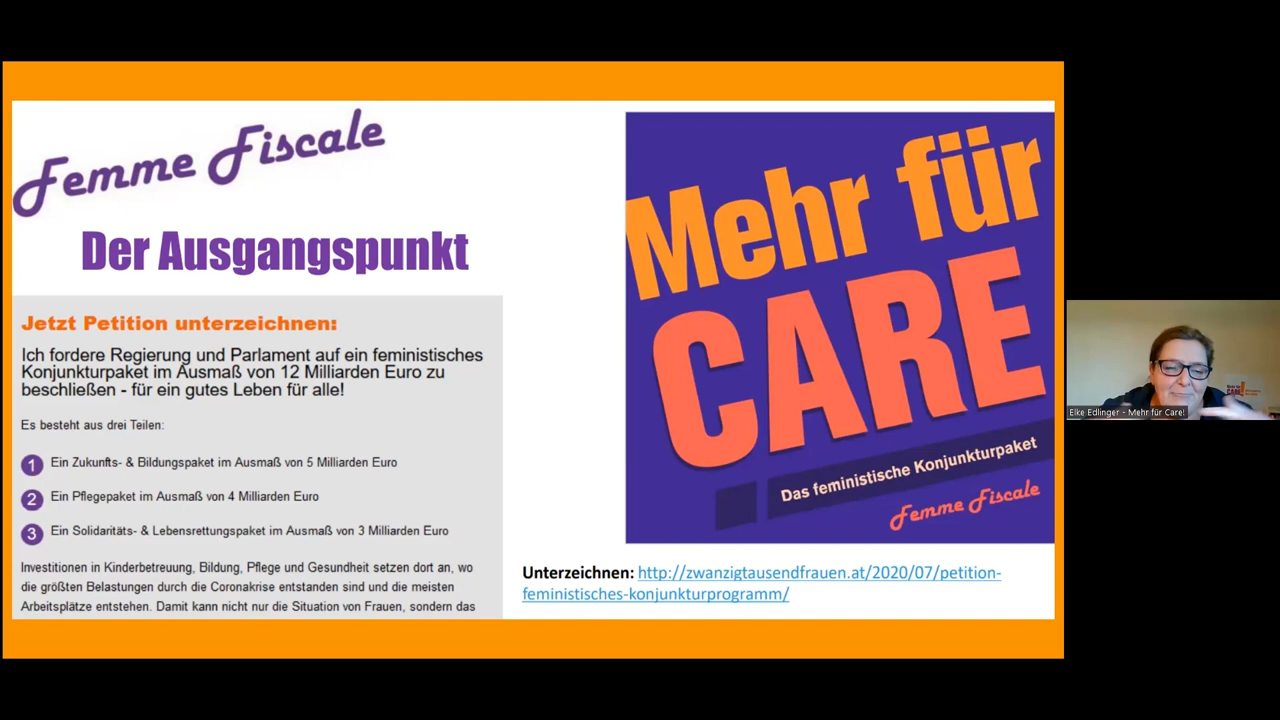 Femme Fiscale
Der Ausgangspunkt
Jetzt Petition unterzeichnen:
Ich fordere Regierung und Parlament auf ein feministisches
Konjunkturpaket im Ausmaß von 12 Milliarden Euro zu
beschließen - für ein gutes Leben für alle!
Es besteht aus drei Teilen:
1 Ein Zukunfts- & Bildungspaket im Ausmaß von 5 Milliarden Euro
2 Ein Pflegepaket im Ausmaß von 4 Milliarden Euro
3 Ein Solidaritäts- & Lebensrettungspaket im Ausmaß von 3 Milliarden Euro
Investitionen in Kinderbetreuung, Bildung, Pflege und Gesundheit setzen dort an, wo
die größten Belastungen durch die Coronakrise entstanden sind und die meisten
Arbeitsplätze entstehen. Damit kann nicht nur die Situation von Frauen, sondern das
Mehr für
CARE
Das feministische Konjunkturpaket
Femme Fiscale
Unterzeichnen: http://zwanzigtausendfrauen.at/2020/07/petition-
feministisches-konjunkturprogramm/
Elke Edlinger - Mehr für Care!